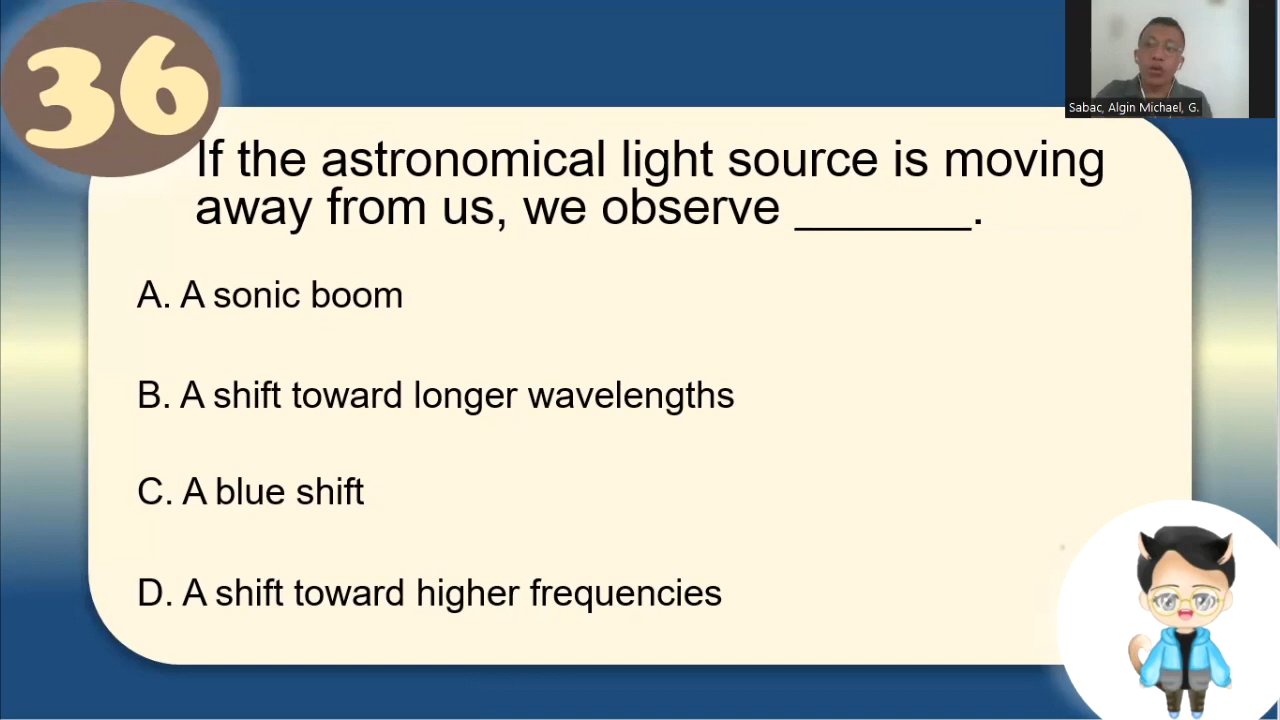 36
Sabac, Algin Michael, G.
If the astronomical light source is moving
away from us, we observe _______.
A. A sonic boom
B. A shift toward longer wavelengths
C. A blue shift
D. A shift toward higher frequencies